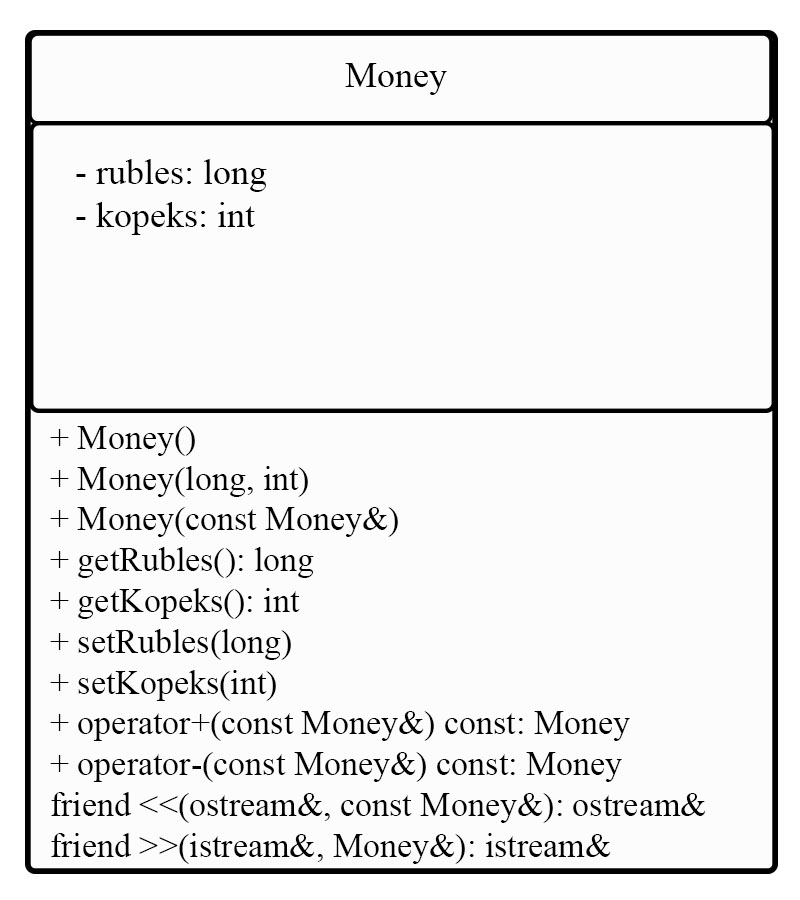 Money
- rubles: long
- kopeks: int
+ Money()
+ Money(long, int)
+ Money(const Money&)
+ getRubles(): long
+ getKopeks(): int
+ setRubles(long)
+ setKopeks(int)
+ operator+(const Money&) const: Money
+ operator-(const Money&) const: Money
friend <<(ostream&, const Money&): ostream&
friend >>(istream&, Money&): istream&